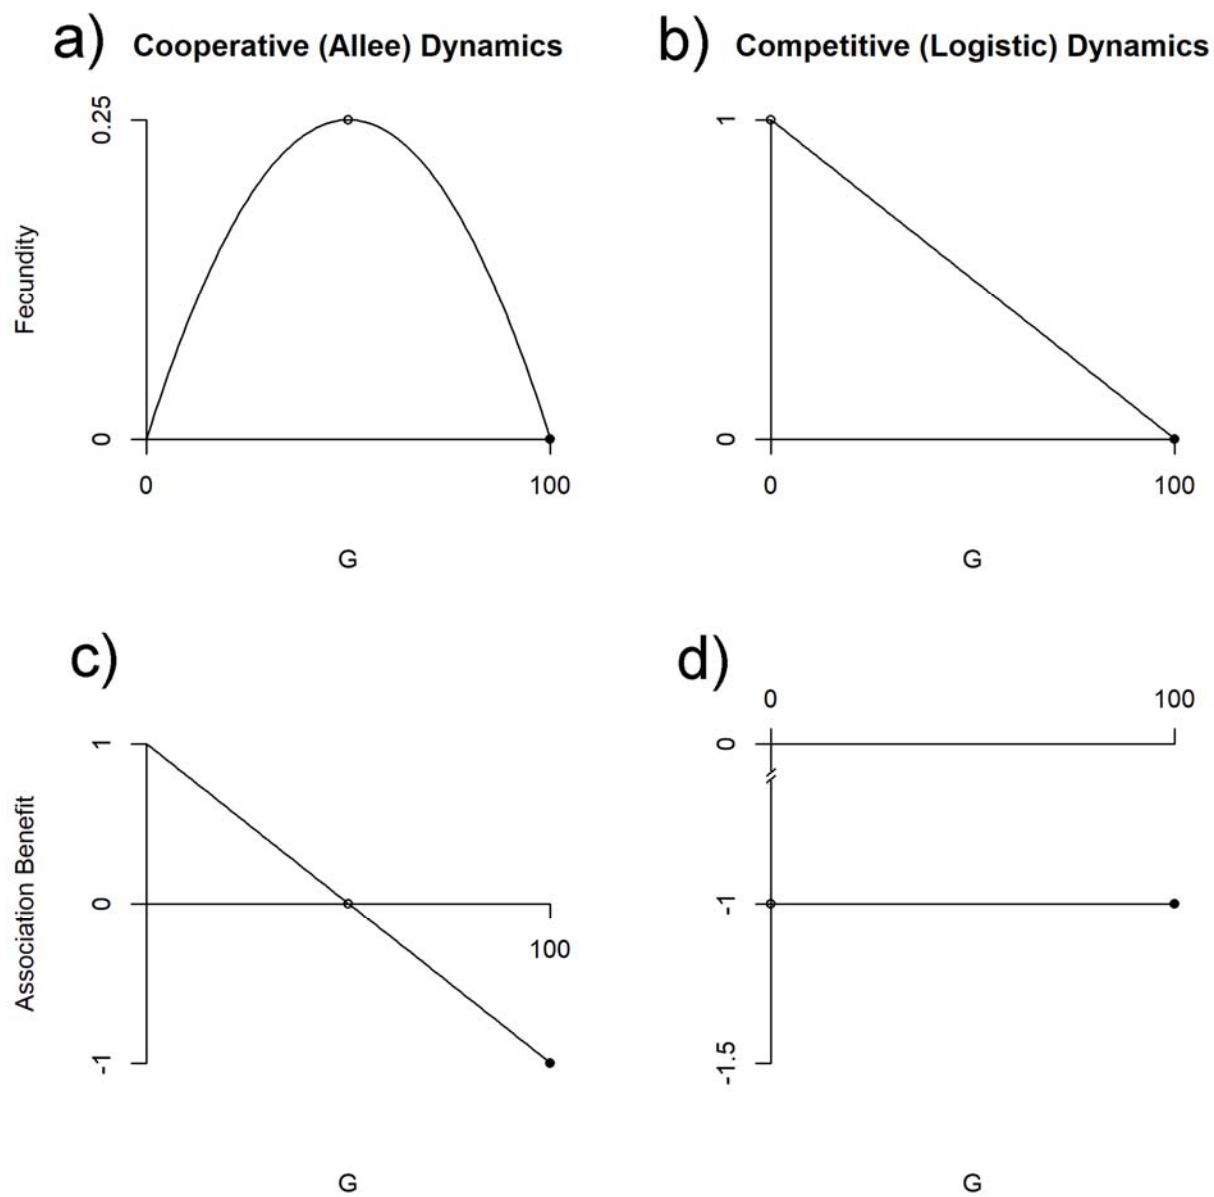 a) Cooperative (Allee) Dynamics
0.25
Fecundity
0
0 100
G
b) Competitive (Logistic) Dynamics
1
0
0 100
G
c)
1
Association Benefit
0
100
-1
G
d)
0 100
0
-1
-1.5
G